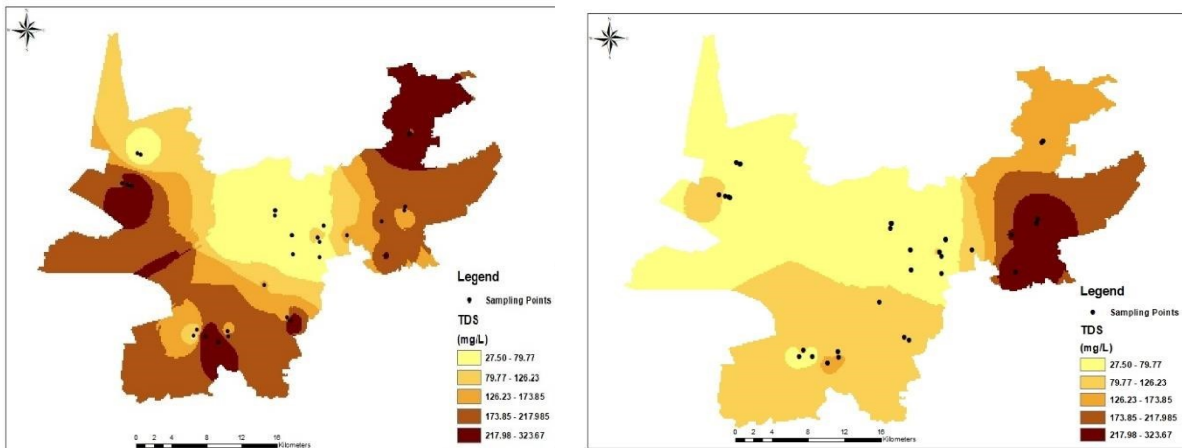 Legend
Sampling Points
TDS
(mg/L)
27.50 - 79.77
79.77 - 126.23
126.23 - 173.85
173.85 - 217.985
217.98 - 323.67
0 2 4 8 12 16
Kilometers
Legend
Sampling Points
TDS
(mg/L)
27.50 - 79.77
79.77 - 126.23
126.23 - 173.85
173.85 - 217.985
217.98 - 323.67
0 2 4 8 12 16
Kilometers